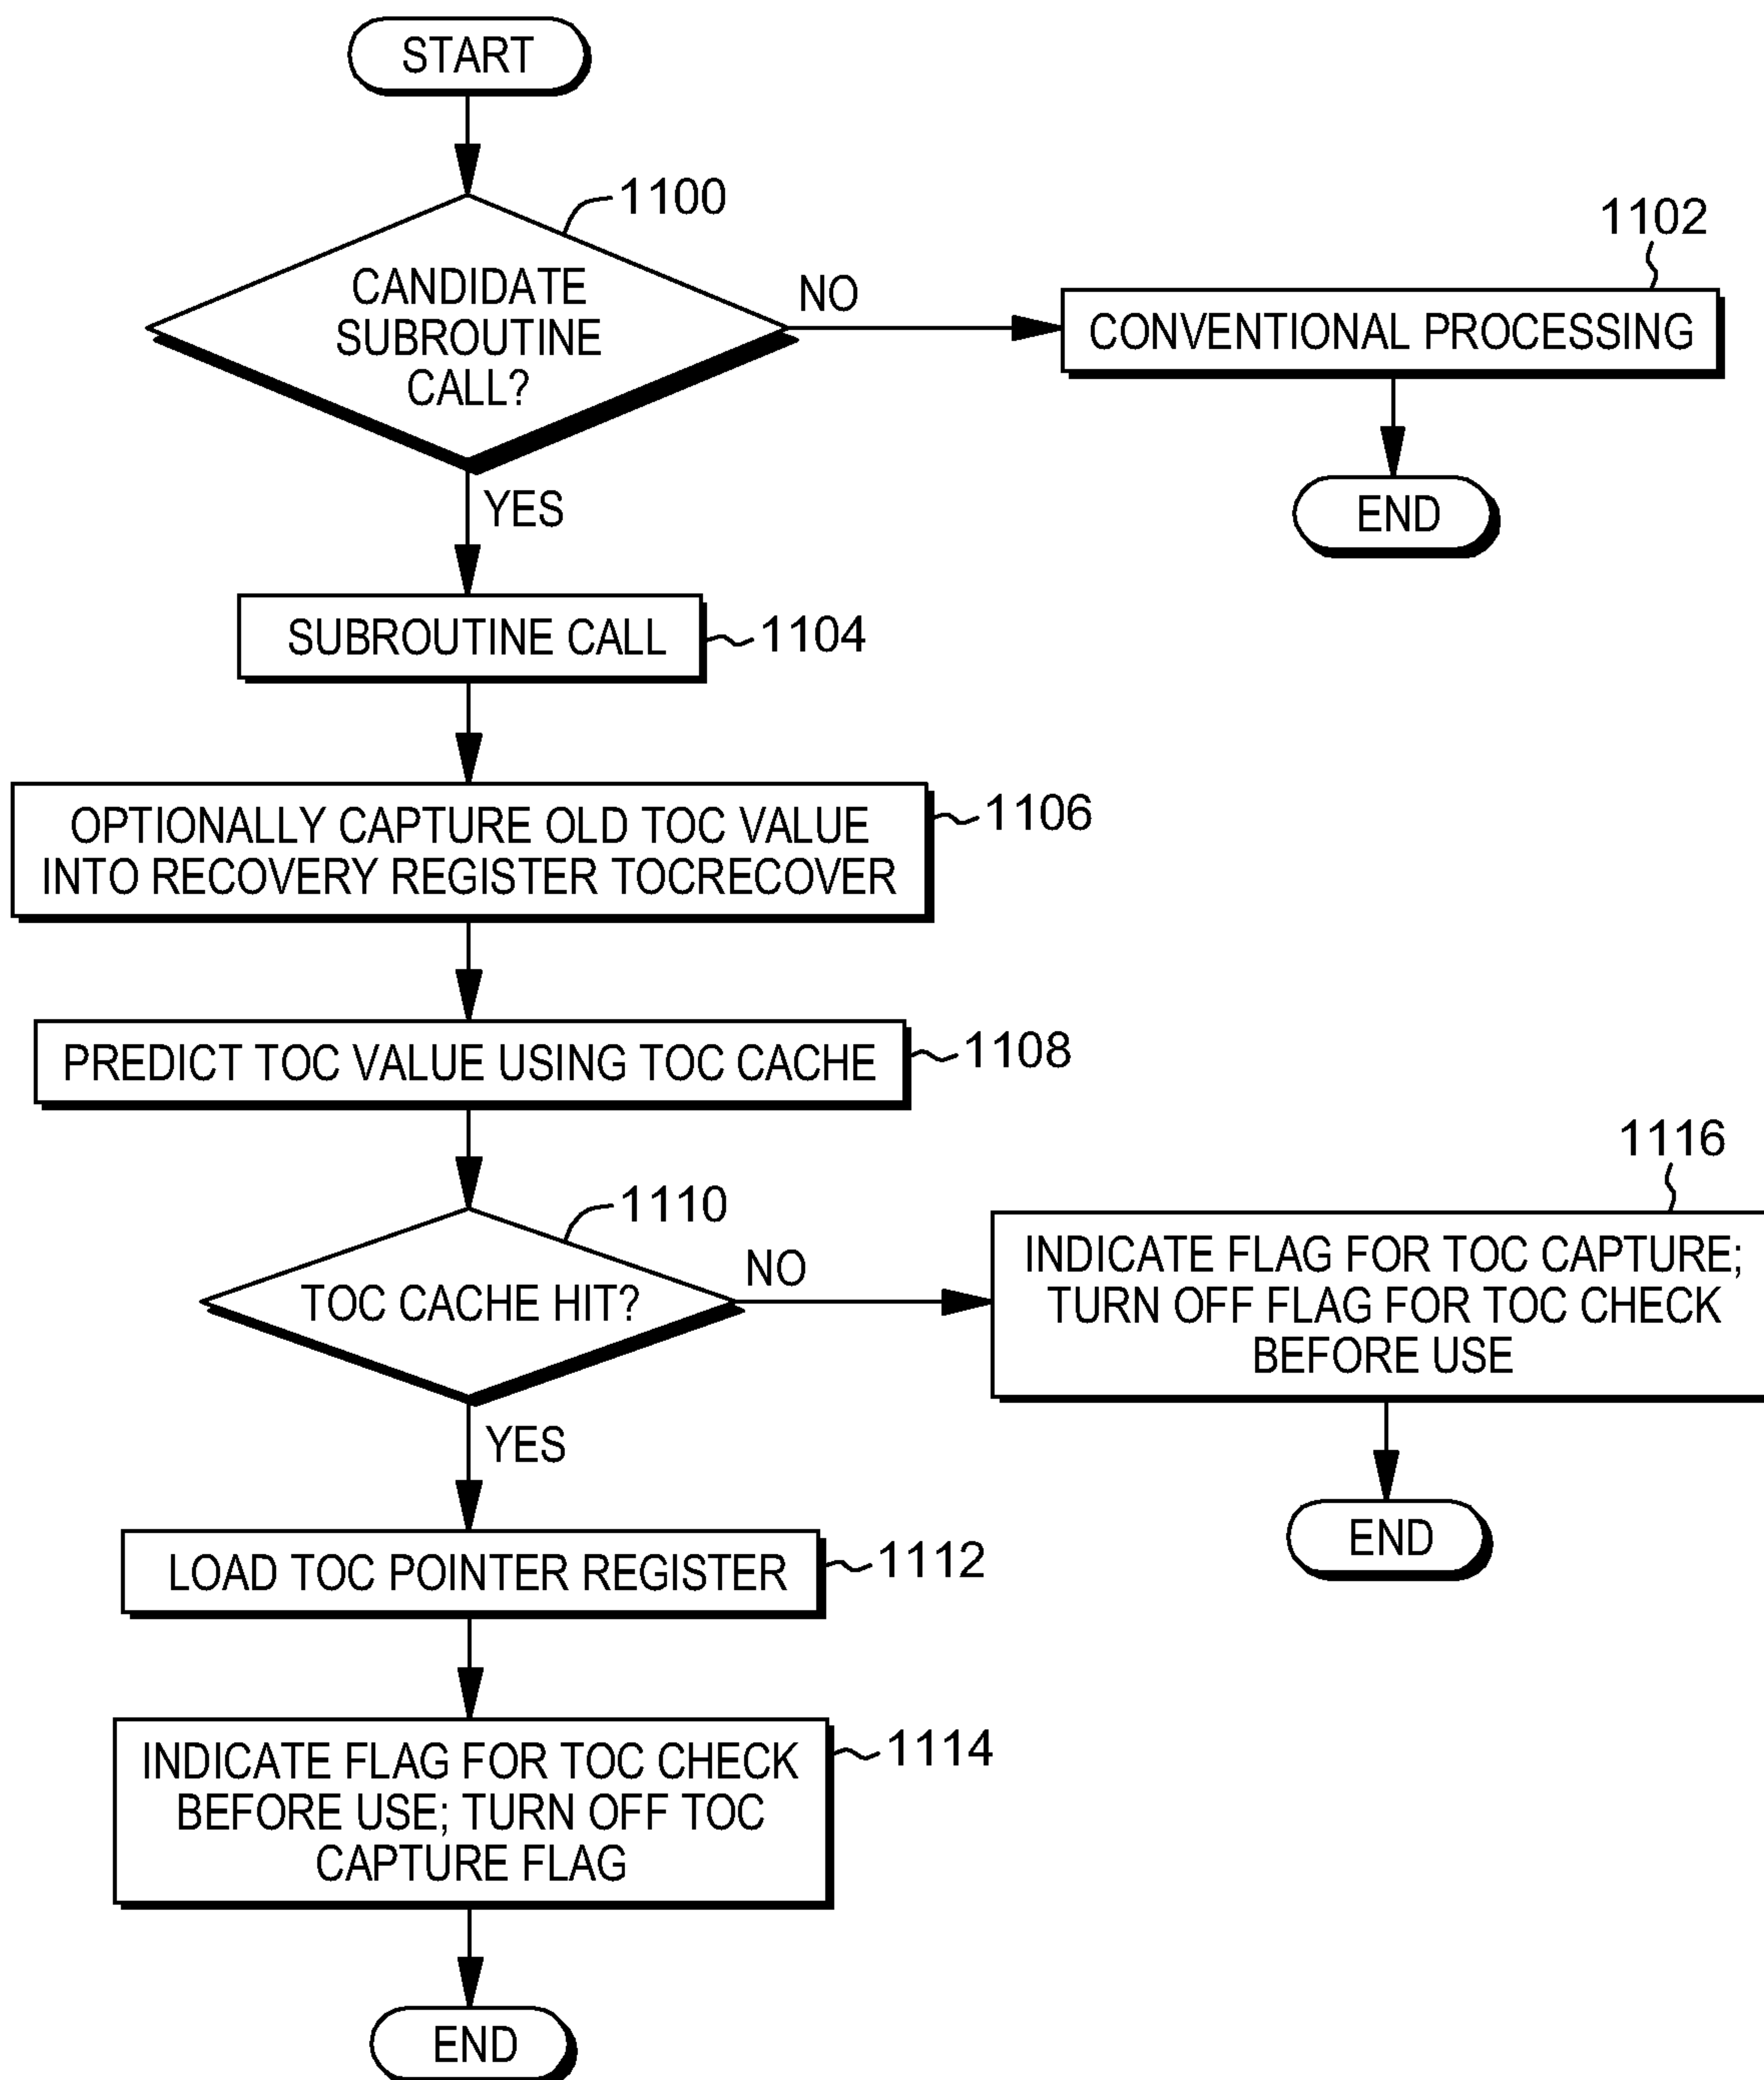 START
1100
CANDIDATE
SUBROUTINE
CALL?
NO
1102
CONVENTIONAL PROCESSING
END
YES
SUBROUTINE CALL
1104
OPTIONALLY CAPTURE OLD TOC VALUE
INTO RECOVERY REGISTER TOCRECOVER
1106
PREDICT TOC VALUE USING TOC CACHE
1108
1110
TOC CACHE HIT?
NO
1116
INDICATE FLAG FOR TOC CAPTURE;
TURN OFF FLAG FOR TOC CHECK
BEFORE USE
END
YES
LOAD TOC POINTER REGISTER
1112
INDICATE FLAG FOR TOC CHECK
BEFORE USE; TURN OFF TOC
CAPTURE FLAG
1114
END